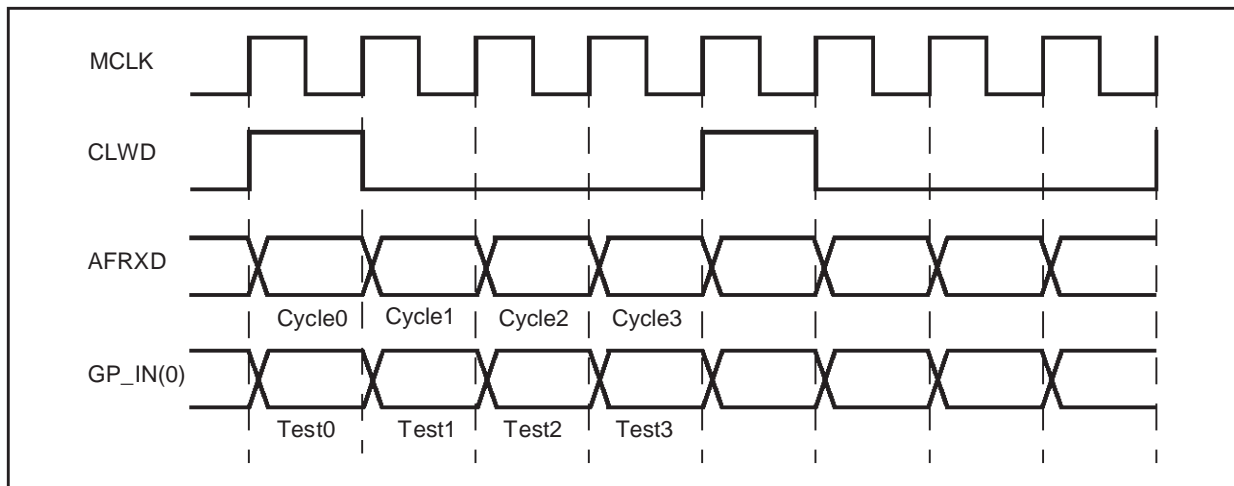 MCLK
CLWD
AFRXD
Cycle0 Cycle1 Cycle2 Cycle3
GP_IN(0)
Test0 Test1 Test2 Test3